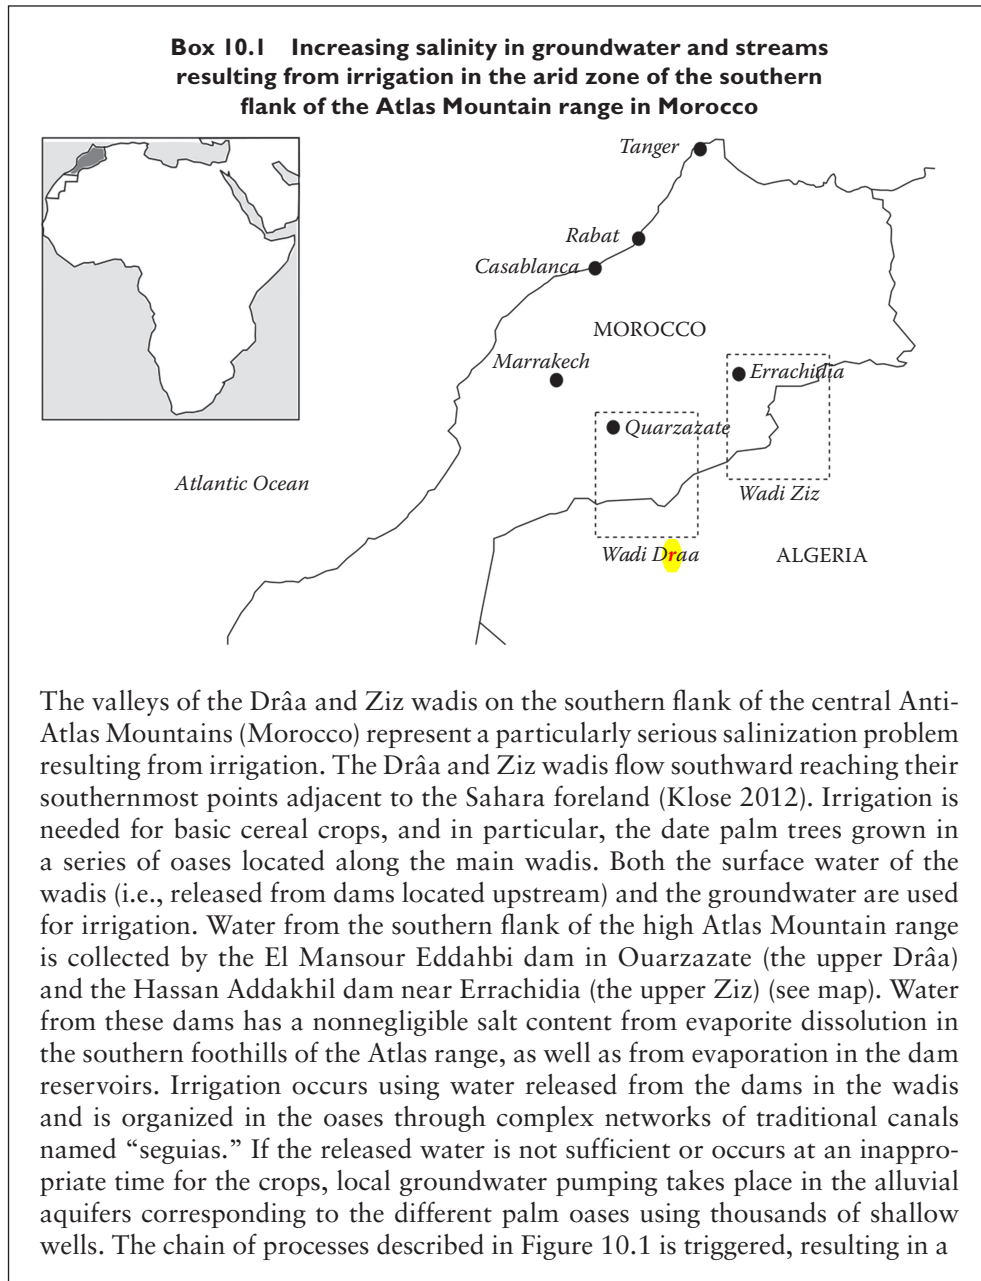 Box 10.1 Increasing salinity in groundwater and streams
resulting from irrigation in the arid zone of the southern
flank of the Atlas Mountain range in Morocco
Tanger
Rabat
Casablanca
MOROCCO
Marrakech
Errachidia
Quarzazate
Atlantic Ocean
Wadi Ziz
Wadi Draa
ALGERIA
The valleys of the Drâa and Ziz wadis on the southern flank of the central Anti-
Atlas Mountains (Morocco) represent a particularly serious salinization problem
resulting from irrigation. The Drâa and Ziz wadis flow southward reaching their
southernmost points adjacent to the Sahara foreland (Klose 2012). Irrigation is
needed for basic cereal crops, and in particular, the date palm trees grown in
a series of oases located along the main wadis. Both the surface water of the
wadis (i.e., released from dams located upstream) and the groundwater are used
for irrigation. Water from the southern flank of the high Atlas Mountain range
is collected by the El Mansour Eddahbi dam in Ouarzazate (the upper Drâa)
and the Hassan Addakhil dam near Errachidia (the upper Ziz) (see map). Water
from these dams has a nonnegligible salt content from evaporite dissolution in
the southern foothills of the Atlas range, as well as from evaporation in the dam
reservoirs. Irrigation occurs using water released from the dams in the wadis
and is organized in the oases through complex networks of traditional canals
named “seguias.” If the released water is not sufficient or occurs at an inappro-
priate time for the crops, local groundwater pumping takes place in the alluvial
aquifers corresponding to the different palm oases using thousands of shallow
wells. The chain of processes described in Figure 10.1 is triggered, resulting in a